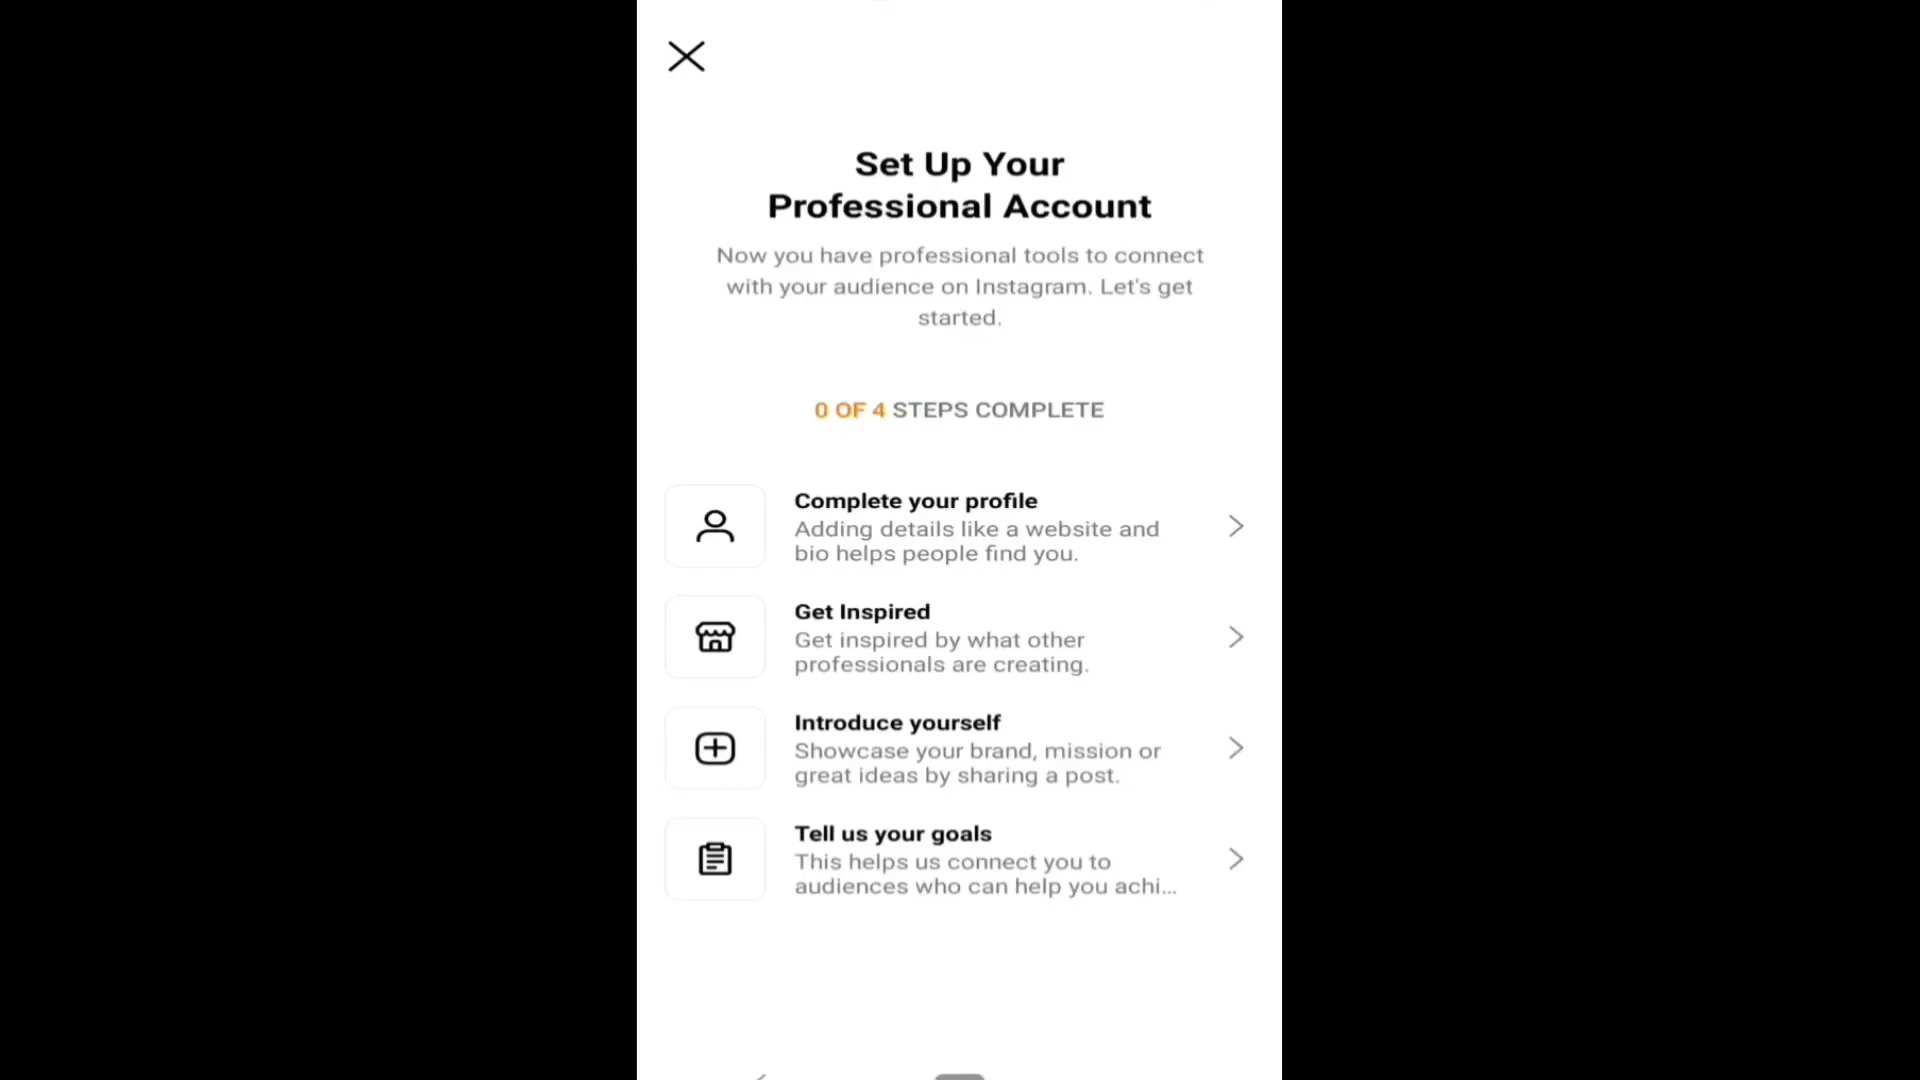 Set Up Your
Professional Account
Now you have professional tools to connect
with your audience on Instagram. Let's get
started.
0 OF 4 STEPS COMPLETE
Complete your profile
Adding details like a website and
bio helps people find you.
Get Inspired
Get inspired by what other
professionals are creating.
Introduce yourself
Showcase your brand, mission or
great ideas by sharing a post.
Tell us your goals
This helps us connect you to
audiences who can help you achi...